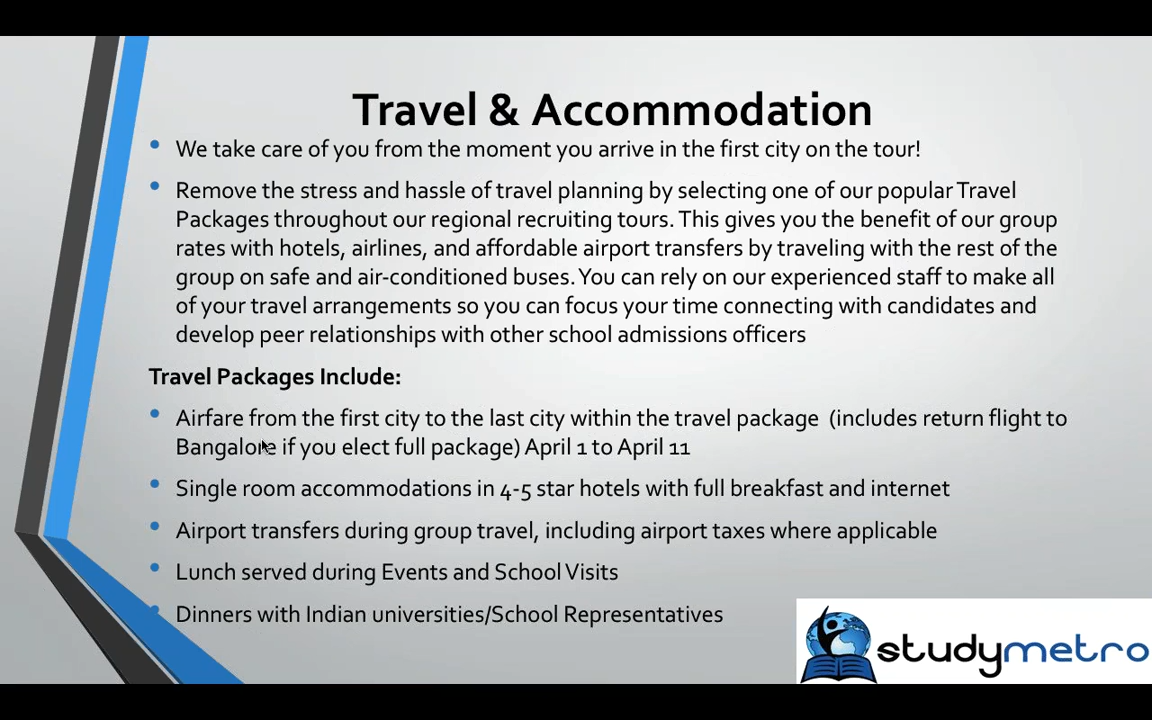 Travel & Accommodation
We take care of you from the moment you arrive in the first city on the tour!
Remove the stress and hassle of travel planning by selecting one of our popular Travel
Packages throughout our regional recruiting tours. This gives you the benefit of our group
rates with hotels, airlines, and affordable airport transfers by traveling with the rest of the
group on safe and air-conditioned buses. You can rely on our experienced staff to make all
of your travel arrangements so you can focus your time connecting with candidates and
develop peer relationships with other school admissions officers
Travel Packages Include:
Airfare from the first city to the last city within the travel package (includes return flight to
Bangalore if you elect full package) April 1 to April 11
Single room accommodations in 4-5 star hotels with full breakfast and internet
Airport transfers during group travel, including airport taxes where applicable
Lunch served during Events and School Visits
Dinners with Indian universities/School Representatives
studymetro